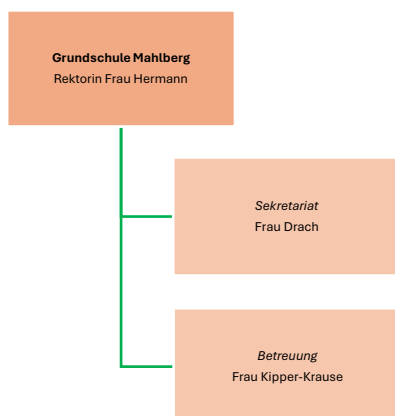 Grundschule Mahlberg
Rektorin Frau Hermann
Sekretariat
Frau Drach
Betreuung
Frau Kipper-Krause